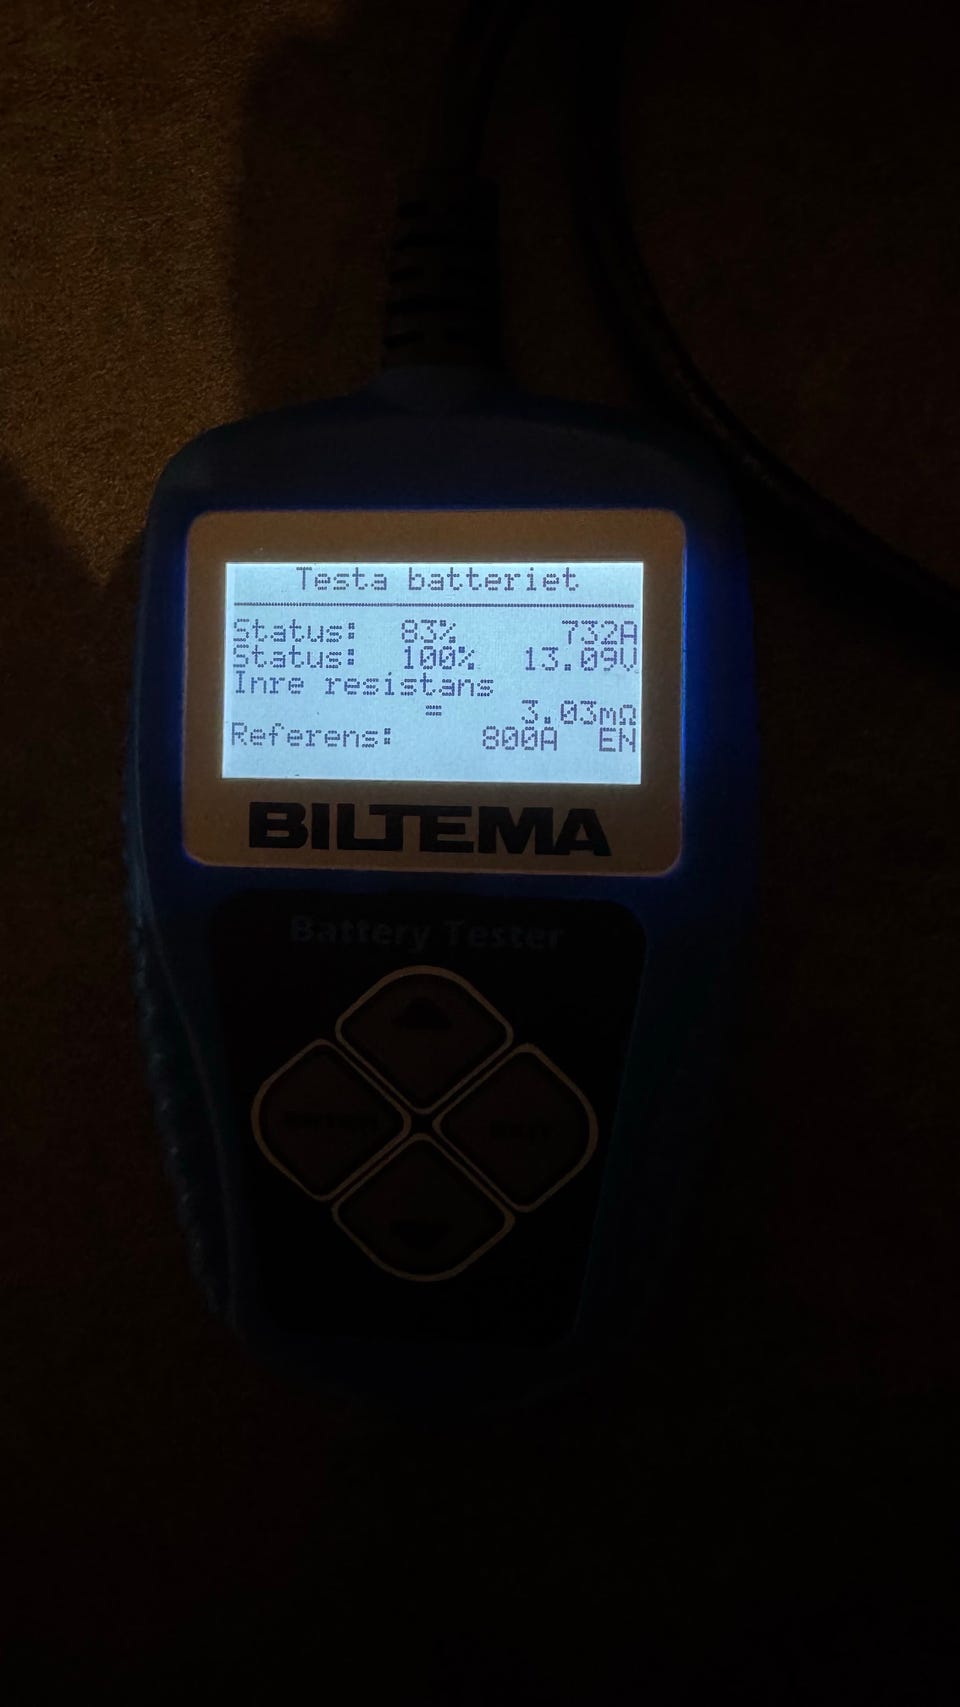 Testa batteriet
Status: 83% 732A
Status: 100% 13.09V
Inre resistans
= 3.03mΩ
Referens: 800A EN
BILTEMA
Battery Tester